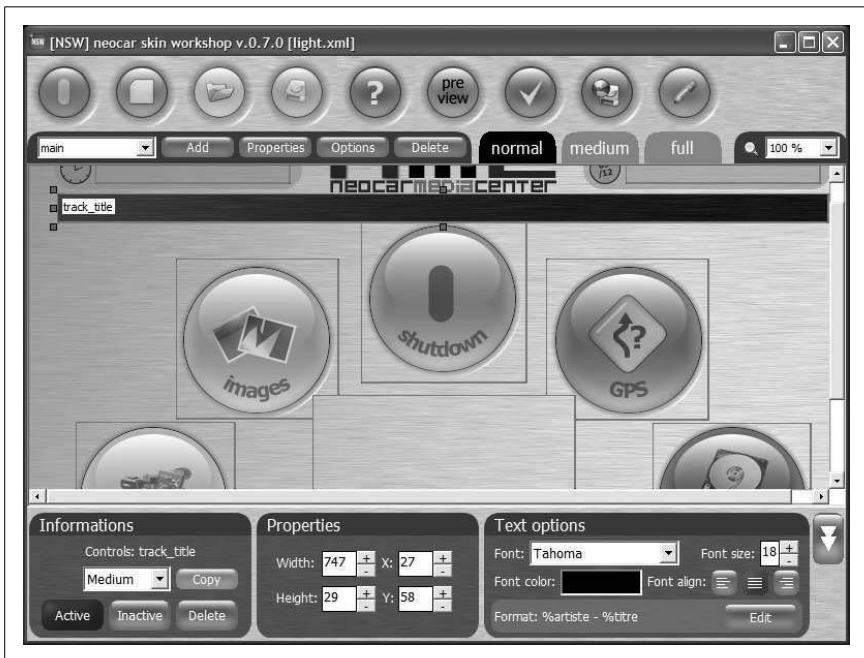 [NSW] neocar skin workshop v.0.7.0 [light.xml]
?
pre
view
main
Add
Properties
Options
Delete
normal
medium
full
100 %
/12
neocarmediacenter
track_title
shutdown
images
?
GPS
Informations
Controls: track_title
Medium
Copy
Active
Inactive
Delete
Properties
Width: 747 + - X: 27 + -
Height: 29 + - Y: 58 + -
Text options
Font: Tahoma
Font size: 18 + -
Font color:
Font align:
Format: %artiste - %titre
Edit